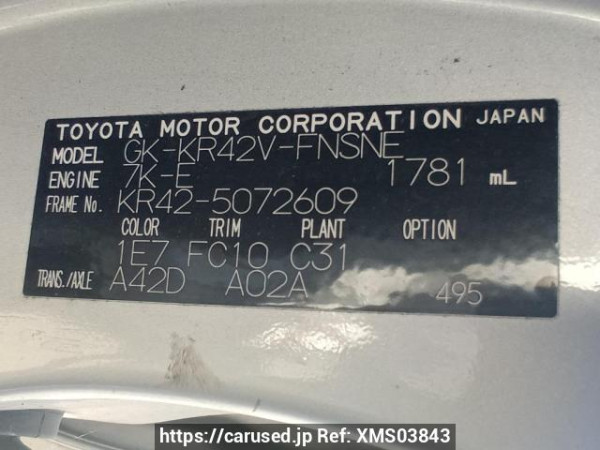 TOYOTA MOTOR CORPORATION JAPAN
MODEL GK-KR42V-FNSNE
ENGINE 7K-E 1781 mL
FRAME No. KR42-5072609
COLOR TRIM PLANT OPTION
1E7 FC10 C31
TRANS./AXLE A42D A02A 495
https://carused.jp Ref: XMS03843